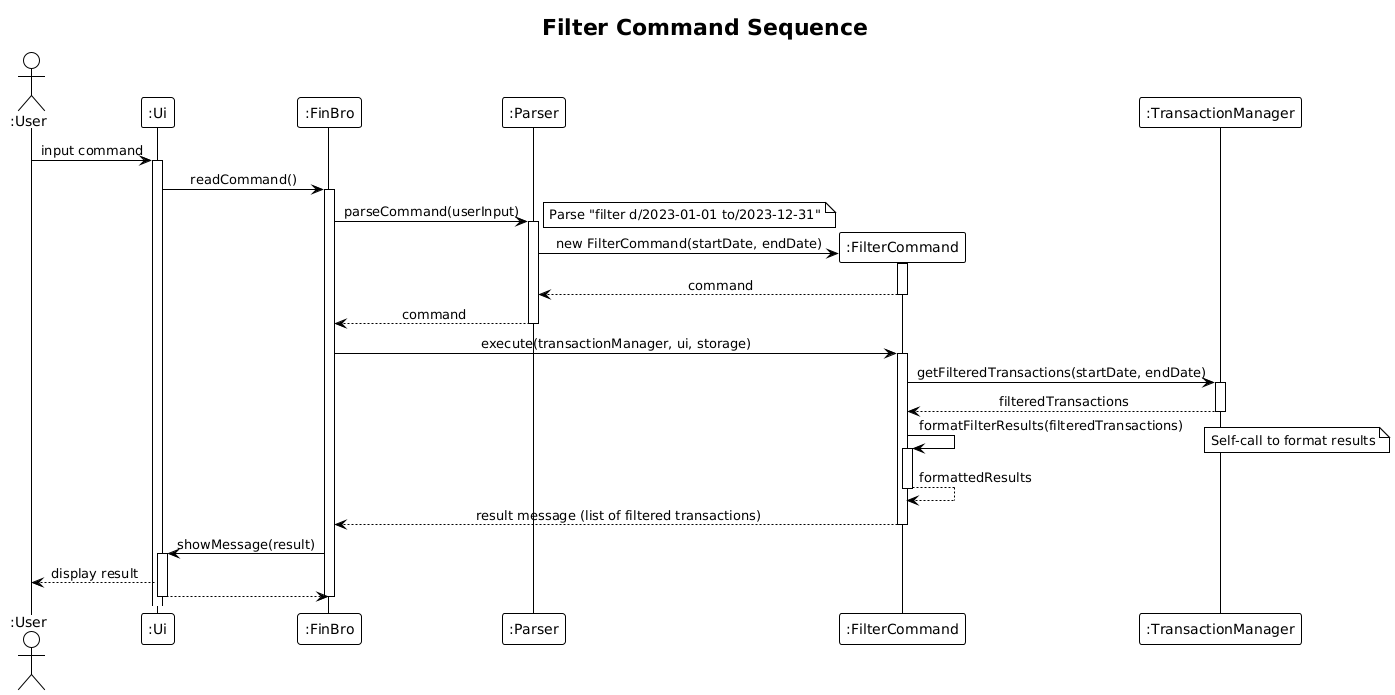 Filter Command Sequence
:User
:Ui
:FinBro
:Parser
:TransactionManager
input command
readCommand()
parseCommand(userInput)
Parse "filter d/2023-01-01 to/2023-12-31"
new FilterCommand(startDate, endDate)
:FilterCommand
command
command
execute(transactionManager, ui, storage)
getFilteredTransactions(startDate, endDate)
filteredTransactions
formatFilterResults(filteredTransactions)
Self-call to format results
formattedResults
result message (list of filtered transactions)
showMessage(result)
display result
:User
:Ui
:FinBro
:Parser
:FilterCommand
:TransactionManager